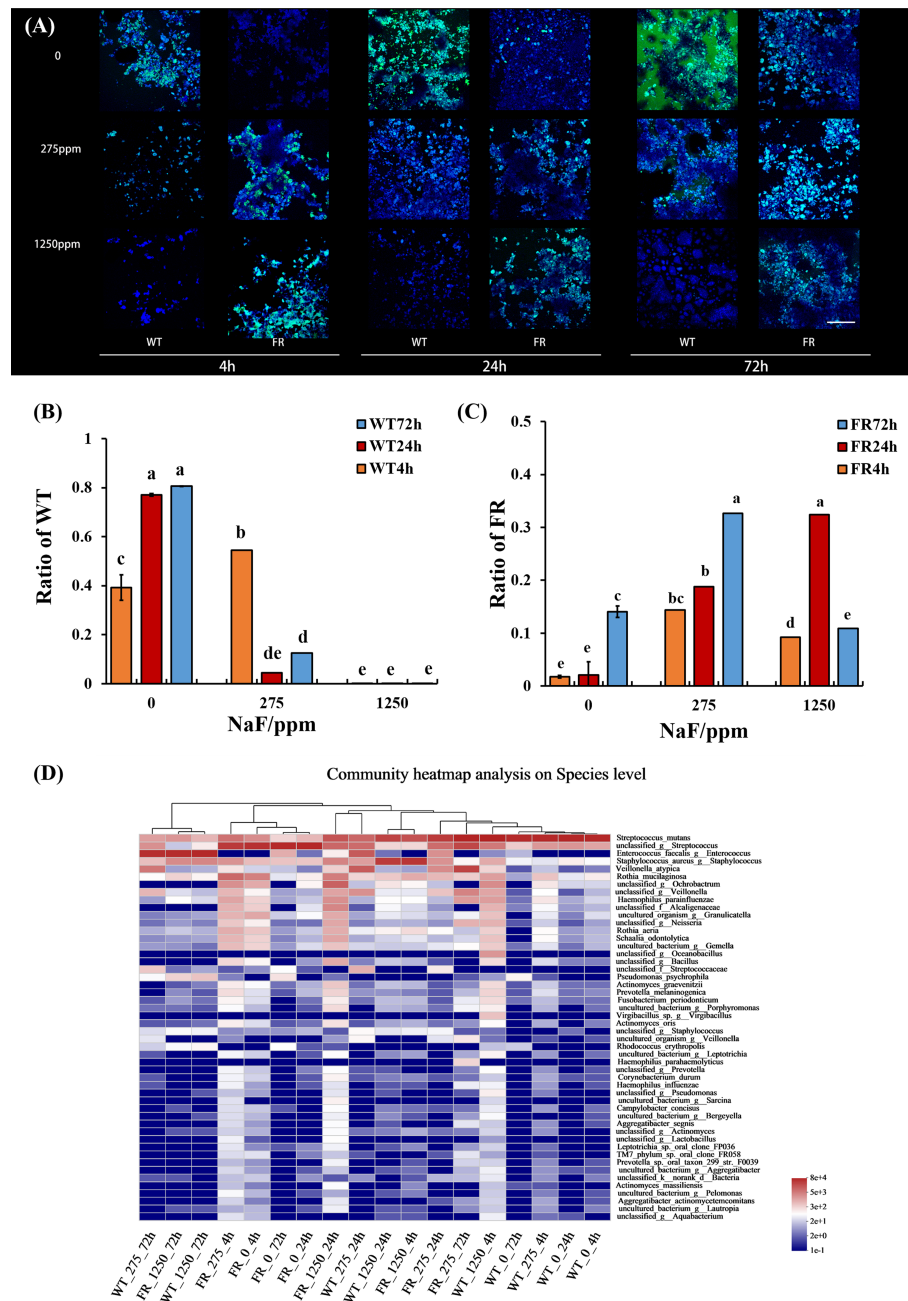 (A)
0
275ppm
1250ppm
WT FR WT FR WT FR
4h 24h 72h
(B)
WT72h
WT24h
WT4h
Ratio of WT
1
0.8
0.6
0.4
0.2
0
c a a b de d e e e
0 275 1250
NaF/ppm
(C)
FR72h
FR24h
FR4h
Ratio of FR
0.5
0.4
0.3
0.2
0.1
0
e e c bc b a d a e
0 275 1250
NaF/ppm
(D)
Community heatmap analysis on Species level
Streptococcus_mutans
unclassified_g__Streptococcus
Enterococcus_faecalis_g__Enterococcus
Staphylococcus_aureus_g__Staphylococcus
Veillonella_atypica
Rothia_mucilaginosa
unclassified_g__Ochrobactrum
unclassified_g__Veillonella
Haemophilus_parainfluenzae
unclassified_f__Alcaligenaceae
uncultured_organism_g__Granulicatella
unclassified_g__Neisseria
Rothia_aeria
Schaalia_odontolytica
uncultured_bacterium_g__Gemella
unclassified_g__Oceanobacillus
unclassified_g__Bacillus
unclassified_f__Streptococcaceae
Pseudomonas_psychrophila
Actinomyces_graevenitzii
Prevotella_melaninogenica
Fusobacterium_periodonticum
uncultured_bacterium_g__Porphyromonas
Virgibacillus_sp._g__Virgibacillus
Actinomyces_oris
unclassified_g__Staphylococcus
uncultured_organism_g__Veillonella
Rhodococcus_erythropolis
uncultured_bacterium_g__Leptotrichia
Haemophilus_parahaemolyticus
unclassified_g__Prevotella
Corynebacterium_durum
Haemophilus_influenzae
unclassified_g__Pseudomonas
uncultured_bacterium_g__Sarcina
Campylobacter_concisus
uncultured_bacterium_g__Bergeyella
Aggregatibacter_segnis
unclassified_g__Actinomyces
unclassified_g__Lactobacillus
Leptotrichia_sp._oral_clone_FP036
TM7_phylum_sp._oral_clone_FR058
Prevotella_sp._oral_taxon_299_str._F0039
uncultured_bacterium_g__Aggregatibacter
unclassified_k__norank_d__Bacteria
Actinomyces_massiliensis
uncultured_bacterium_g__Pelomonas
Aggregatibacter_actinomycetemcomitans
uncultured_bacterium_g__Lautropia
unclassified_g__Aquabacterium
8e+4
5e+3
3e+2
2e+1
2e+0
1e-1
WT_275_72h
FR_1250_72h
WT_1250_72h
FR_275_4h
FR_0_4h
FR_0_72h
FR_0_24h
FR_1250_24h
WT_275_24h
WT_1250_24h
FR_1250_4h
FR_275_24h
FR_275_72h
WT_1250_4h
WT_0_72h
WT_275_4h
WT_0_24h
WT_0_4h